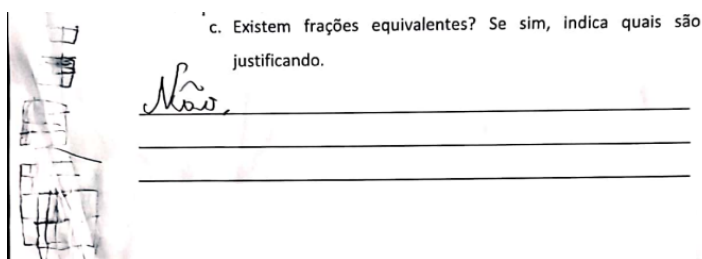 c. Existem frações equivalentes? Se sim, indica quais são
justificando.
Não.